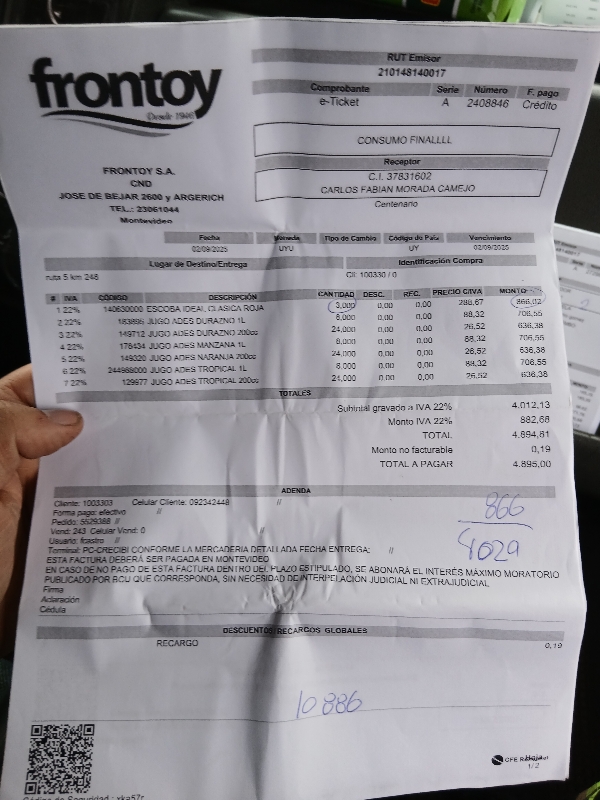 frontoy
Desde 1946
RUT Emisor
210148140017
Comprobante Serie Número F. pago
e-Ticket A 2408846 Crédito
CONSUMO FINALLLL
Receptor
C.I. 37831602
CARLOS FABIAN MORADA CAMEJO
Centenario
FRONTOY S.A.
CND
JOSE DE BEJAR 2600 y ARGERICH
TEL.: 23061044
Montevideo
Fecha Moneda Tipo de Cambio Código de País Vencimiento
02/09/2025 UYU UY 02/09/2025
Lugar de Destino/Entrega Identificación Compra
ruta 5 km 248 CII: 100330 / 0
# IVA CÓDIGO DESCRIPCIÓN CANTIDAD DESC. REC. PRECIO C/IVA MONTO
1 22% 140630000 ESCOBA IDEAL CLASICA ROJA 3,000 0,00 0,00 288,67 866,02
2 22% 183895 JUGO ADES DURAZNO 1L 8,000 0,00 0,00 88,32 706,55
3 22% 149712 JUGO ADES DURAZNO 200cc 24,000 0,00 0,00 26,52 636,38
4 22% 178434 JUGO ADES MANZANA 1L 8,000 0,00 0,00 88,32 706,55
5 22% 149320 JUGO ADES NARANJA 200cc 24,000 0,00 0,00 26,52 636,38
6 22% 244989000 JUGO ADES TROPICAL 1L 8,000 0,00 0,00 88,32 706,55
7 22% 129977 JUGO ADES TROPICAL 200cc 24,000 0,00 0,00 26,52 636,38
TOTALES
Subtotal gravado a IVA 22% 4.012,13
Monto IVA 22% 882,68
TOTAL 4.894,81
Monto no facturable 0,19
TOTAL A PAGAR 4.895,00
ADENDA
Cliente: 1003303 Celular Cliente: 092342448 //
Forma pago: efectivo
Pedido: 5529388 //
Vend: 243 Celular Vend: 0 //
Usuario: fcastro //
Terminal: PC-CRECIBI CONFORME LA MERCADERIA DETALLADA FECHA ENTREGA: //
ESTA FACTURA DEBERÁ SER PAGADA EN MONTEVIDEO
EN CASO DE NO PAGO DE ESTA FACTURA DENTRO DEL PLAZO ESTIPULADO, SE ABONARÁ EL INTERÉS MÁXIMO MORATORIO
PUBLICADO POR BCU QUE CORRESPONDA, SIN NECESIDAD DE INTERPELACIÓN JUDICIAL NI EXTRAJUDICIAL
Firma
Aclaración
Cédula
866
4029
DESCUENTOS/RECARGOS GLOBALES
RECARGO 0,19
10886
Hoja
1/2
Código de Seguridad : xka57r